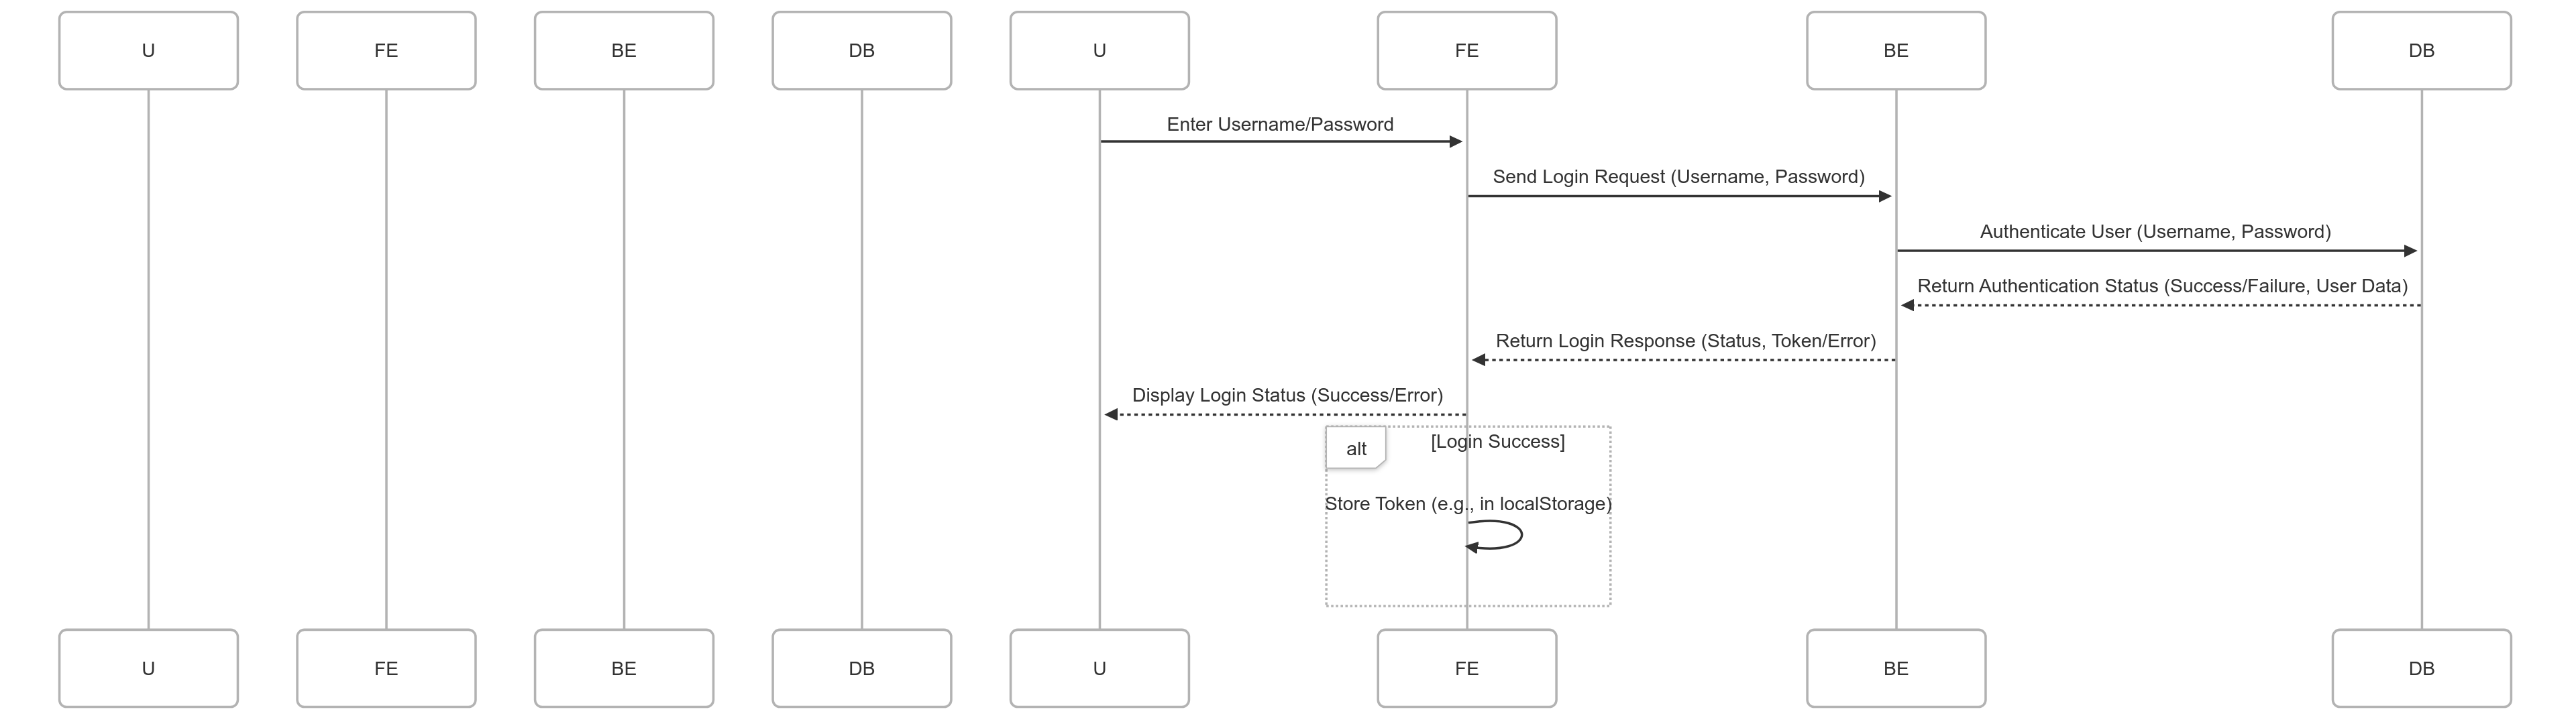 U
FE
BE
DB
U
FE
BE
DB
Enter Username/Password
Send Login Request (Username, Password)
Authenticate User (Username, Password)
Return Authentication Status (Success/Failure, User Data)
Return Login Response (Status, Token/Error)
Display Login Status (Success/Error)
alt
[Login Success]
Store Token (e.g., in localStorage)
U
FE
BE
DB
U
FE
BE
DB